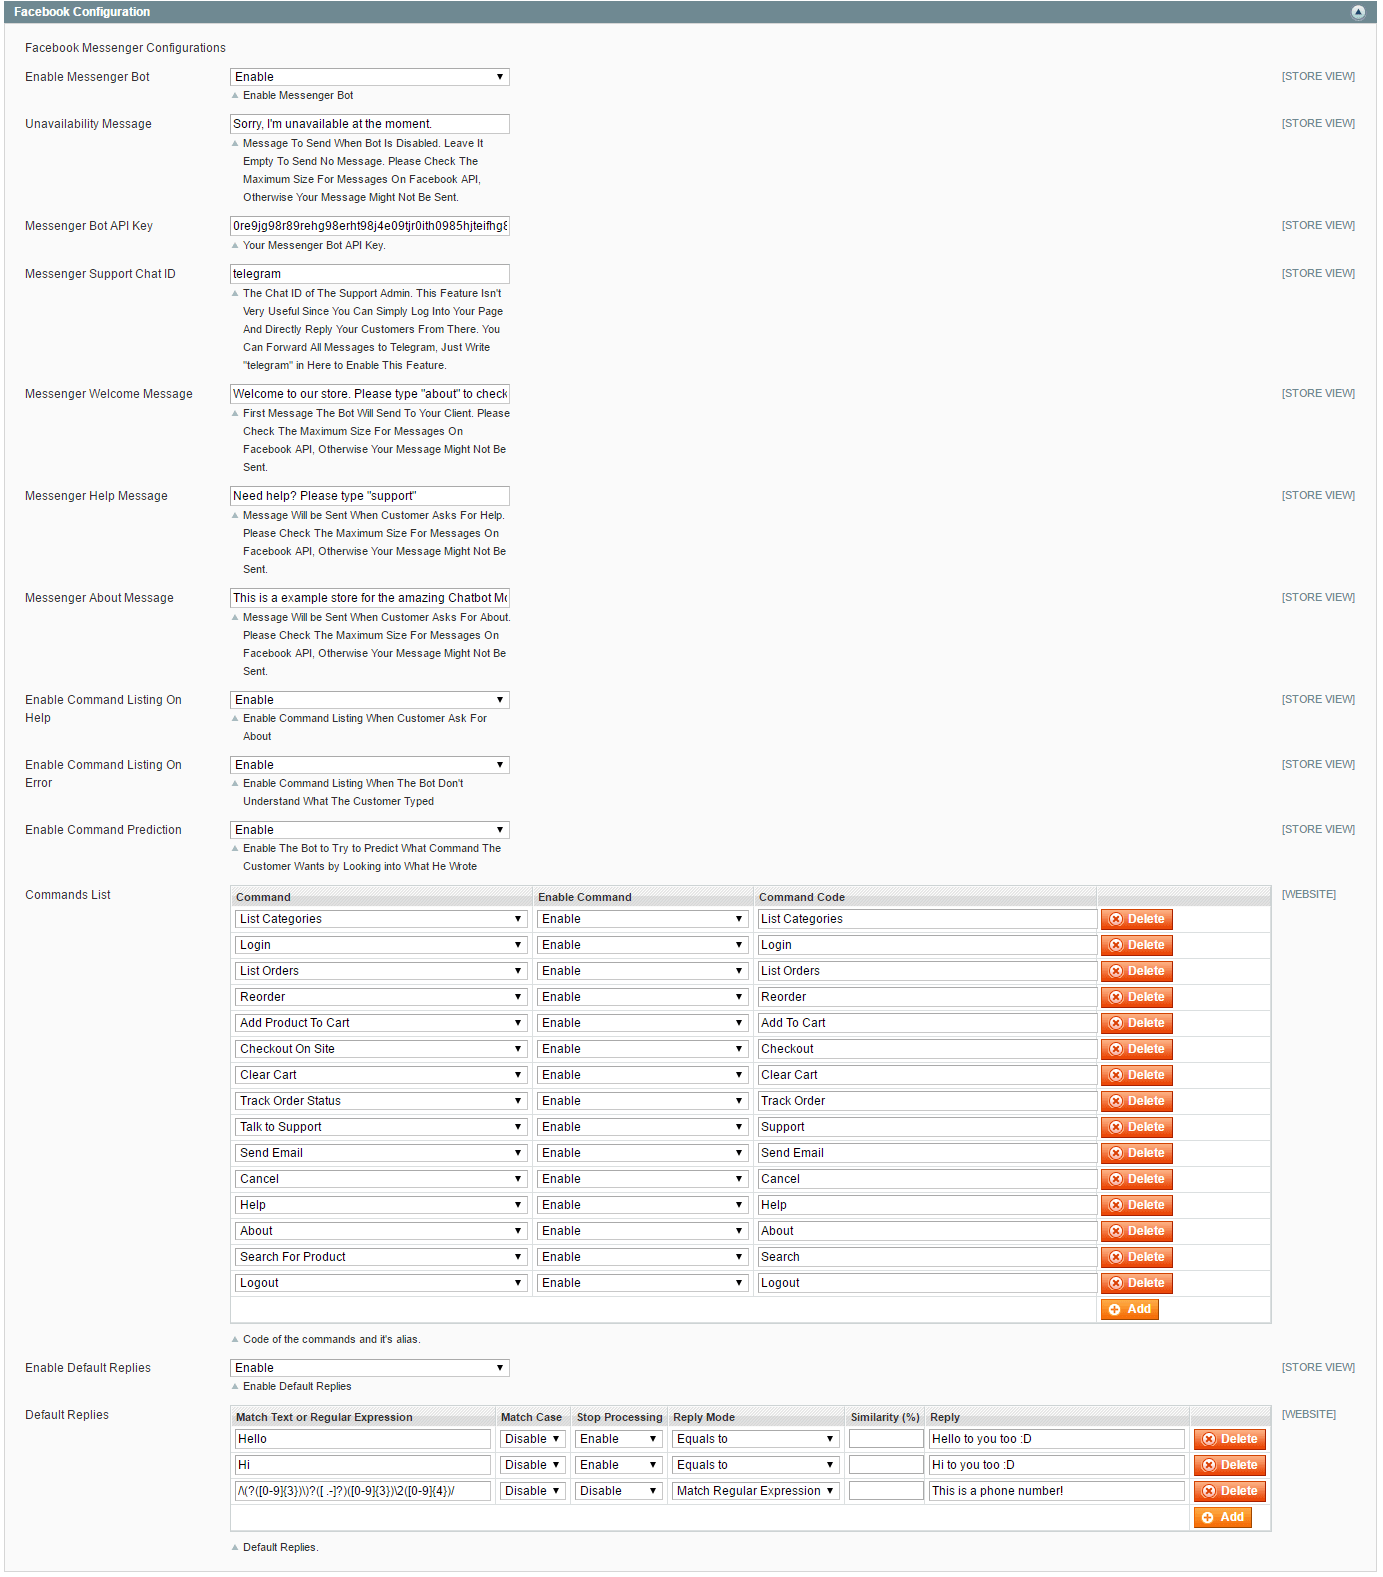 Facebook Configuration
Facebook Messenger Configurations
Enable Messenger Bot Enable [STORE VIEW]
Enable Messenger Bot
Unavailability Message Sorry, I'm unavailable at the moment. [STORE VIEW]
Message To Send When Bot Is Disabled. Leave It
Empty To Send No Message. Please Check The
Maximum Size For Messages On Facebook API,
Otherwise Your Message Might Not Be Sent.
Messenger Bot API Key 0re9jg98r89rehg98erht98j4e09tjr0ith0985hjteifhg8 [STORE VIEW]
Your Messenger Bot API Key.
Messenger Support Chat ID telegram [STORE VIEW]
The Chat ID of The Support Admin. This Feature Isn't
Very Useful Since You Can Simply Log Into Your Page
And Directly Reply Your Customers From There. You
Can Forward All Messages to Telegram, Just Write
"telegram" in Here to Enable This Feature.
Messenger Welcome Message Welcome to our store. Please type "about" to check [STORE VIEW]
First Message The Bot Will Send To Your Client. Please
Check The Maximum Size For Messages On
Facebook API, Otherwise Your Message Might Not Be
Sent.
Messenger Help Message Need help? Please type "support" [STORE VIEW]
Message Will be Sent When Customer Asks For Help.
Please Check The Maximum Size For Messages On
Facebook API, Otherwise Your Message Might Not Be
Sent.
Messenger About Message This is a example store for the amazing Chatbot Mo [STORE VIEW]
Message Will be Sent When Customer Asks For About.
Please Check The Maximum Size For Messages On
Facebook API, Otherwise Your Message Might Not Be
Sent.
Enable Command Listing On Enable [STORE VIEW]
Help
Enable Command Listing When Customer Ask For
About
Enable Command Listing On Enable [STORE VIEW]
Error
Enable Command Listing When The Bot Don't
Understand What The Customer Typed
Enable Command Prediction Enable [STORE VIEW]
Enable The Bot to Try to Predict What Command The
Customer Wants by Looking into What He Wrote
Commands List [WEBSITE]
Command Enable Command Command Code
List Categories Enable List Categories Delete
Login Enable Login Delete
List Orders Enable List Orders Delete
Reorder Enable Reorder Delete
Add Product To Cart Enable Add To Cart Delete
Checkout On Site Enable Checkout Delete
Clear Cart Enable Clear Cart Delete
Track Order Status Enable Track Order Delete
Talk to Support Enable Support Delete
Send Email Enable Send Email Delete
Cancel Enable Cancel Delete
Help Enable Help Delete
About Enable About Delete
Search For Product Enable Search Delete
Logout Enable Logout Delete
Add
Code of the commands and it's alias.
Enable Default Replies Enable [STORE VIEW]
Enable Default Replies
Default Replies [WEBSITE]
Match Text or Regular Expression Match Case Stop Processing Reply Mode Similarity (%) Reply
Hello Disable Enable Equals to Hello to you too :D Delete
Hi Disable Enable Equals to Hi to you too :D Delete
/\(?([0-9]{3})\)?([ .-]?)([0-9]{3})\2([0-9]{4})/ Disable Disable Match Regular Expression This is a phone number! Delete
Add
Default Replies.